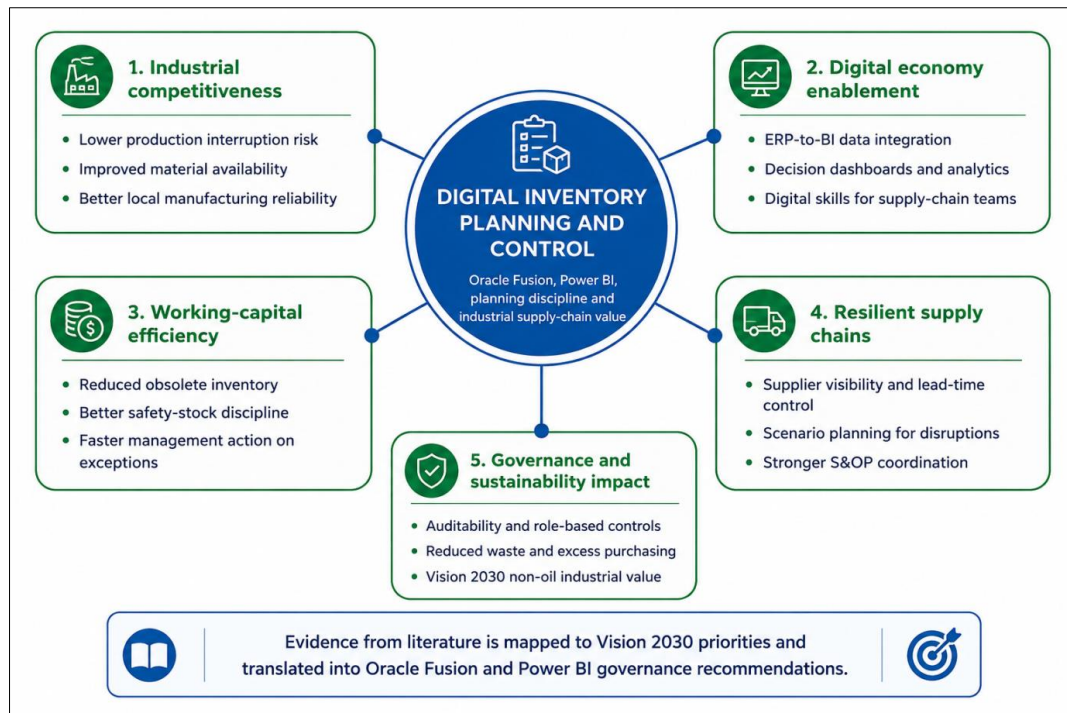 1. Industrial
competitiveness
• Lower production interruption risk
• Improved material availability
• Better local manufacturing reliability
2. Digital economy
enablement
• ERP-to-BI data integration
• Decision dashboards and analytics
• Digital skills for supply-chain teams
DIGITAL INVENTORY
PLANNING AND
CONTROL
Oracle Fusion, Power BI,
planning discipline and
industrial supply-chain value
3. Working-capital
efficiency
• Reduced obsolete inventory
• Better safety-stock discipline
• Faster management action on
exceptions
4. Resilient supply
chains
• Supplier visibility and lead-time
control
• Scenario planning for disruptions
• Stronger S&OP coordination
5. Governance and
sustainability impact
• Auditability and role-based controls
• Reduced waste and excess purchasing
• Vision 2030 non-oil industrial value
Evidence from literature is mapped to Vision 2030 priorities and
translated into Oracle Fusion and Power BI governance recommendations.